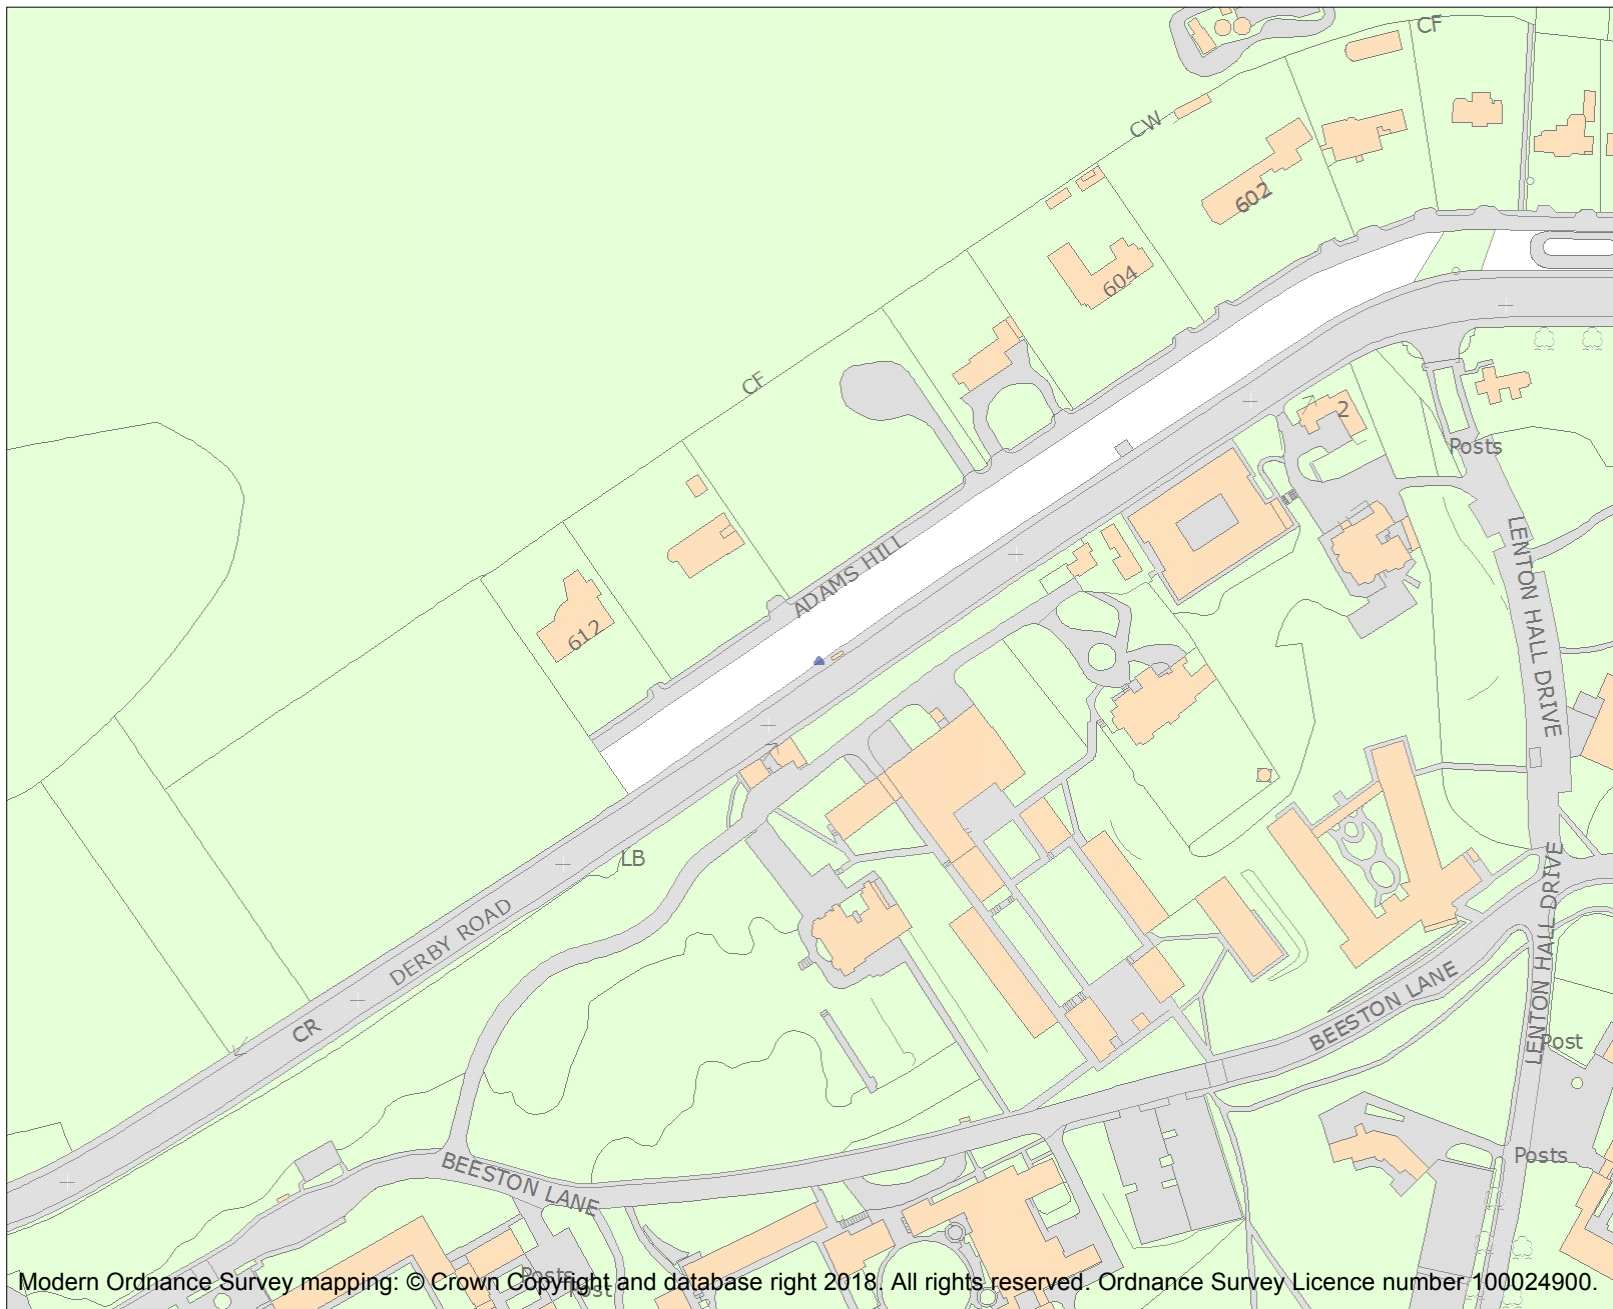 CF
CW
602
604
CF
2
Posts
ADAMS HILL
LENTON HALL DRIVE
612
LB
DERBY ROAD
LENTON HALL DRIVE
BEESTON LANE
CR
Post
Posts
BEESTON LANE
Posts
Post
Modern Ordnance Survey mapping: © Crown Copyright and database right 2018. All rights reserved. Ordnance Survey Licence number 100024900.